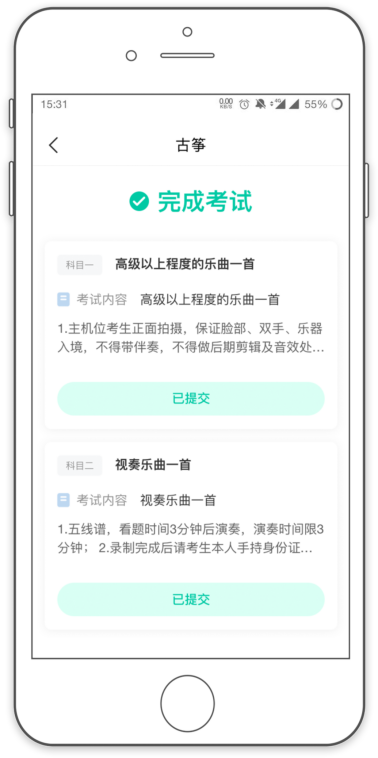 15:31
0.00
KB/S
4G
55%
古筝
完成考试
科目一 高级以上程度的乐曲一首
考试内容 高级以上程度的乐曲一首
1.主机位考生正面拍摄，保证脸部、双手、乐器
入境，不得带伴奏，不得做后期剪辑及音效处...
已提交
科目二 视奏乐曲一首
考试内容 视奏乐曲一首
1.五线谱，看题时间3分钟后演奏，演奏时间限3
分钟； 2.录制完成后请考生本人手持身份证...
已提交